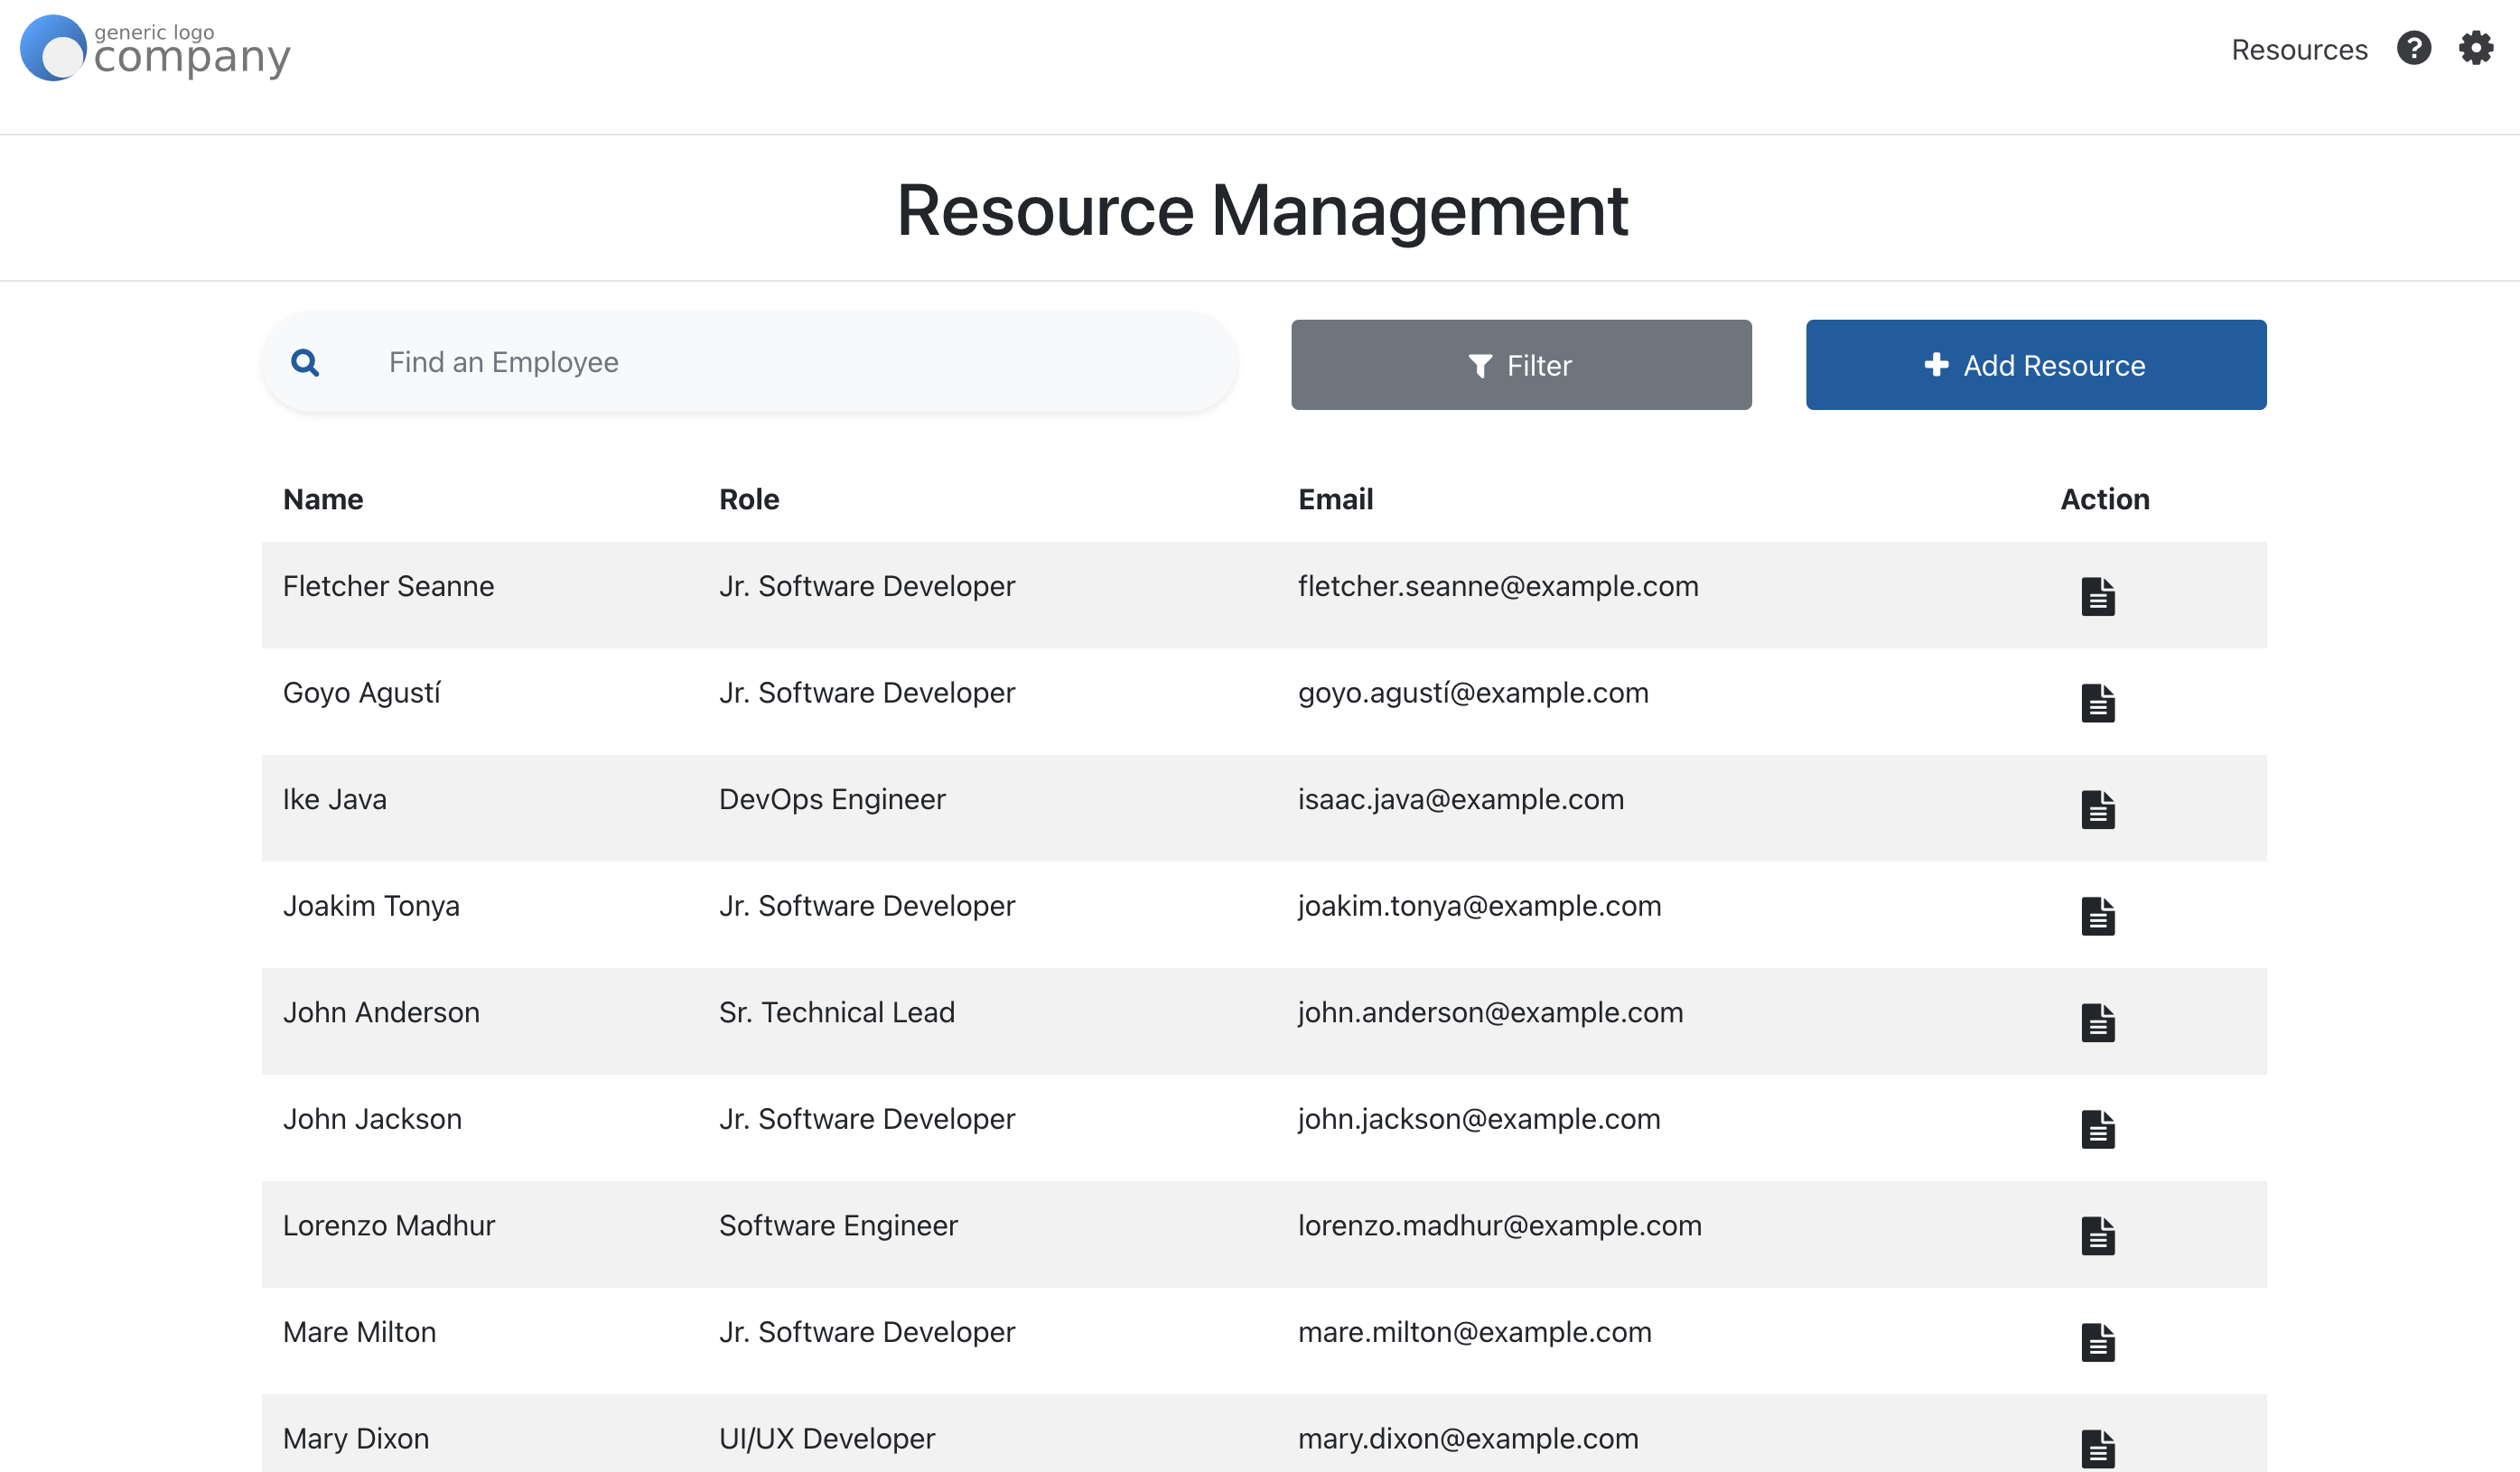 generic logo
company
Resources
Resource Management
Find an Employee
Filter
Add Resource
Name Role Email Action
Fletcher Seanne Jr. Software Developer fletcher.seanne@example.com
Goyo Agustí Jr. Software Developer goyo.agustí@example.com
Ike Java DevOps Engineer isaac.java@example.com
Joakim Tonya Jr. Software Developer joakim.tonya@example.com
John Anderson Sr. Technical Lead john.anderson@example.com
John Jackson Jr. Software Developer john.jackson@example.com
Lorenzo Madhur Software Engineer lorenzo.madhur@example.com
Mare Milton Jr. Software Developer mare.milton@example.com
Mary Dixon UI/UX Developer mary.dixon@example.com